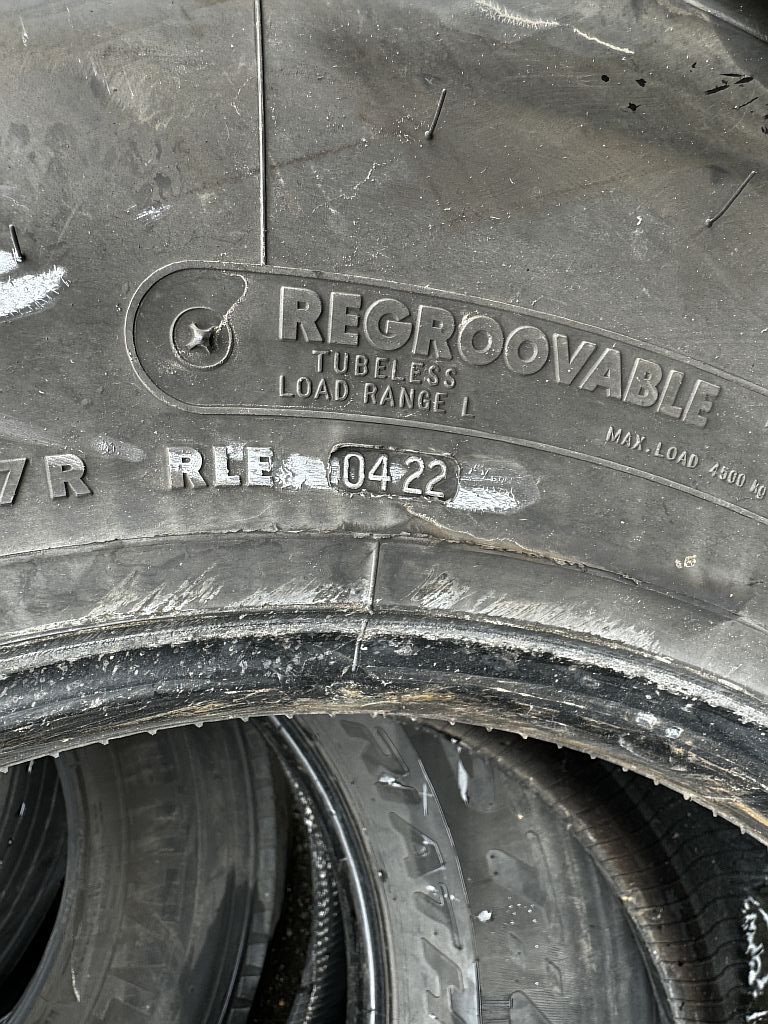 REGROOVABLE
TUBELESS
LOAD RANGE L
MAX. LOAD 4500 KG
7R RLE 0422